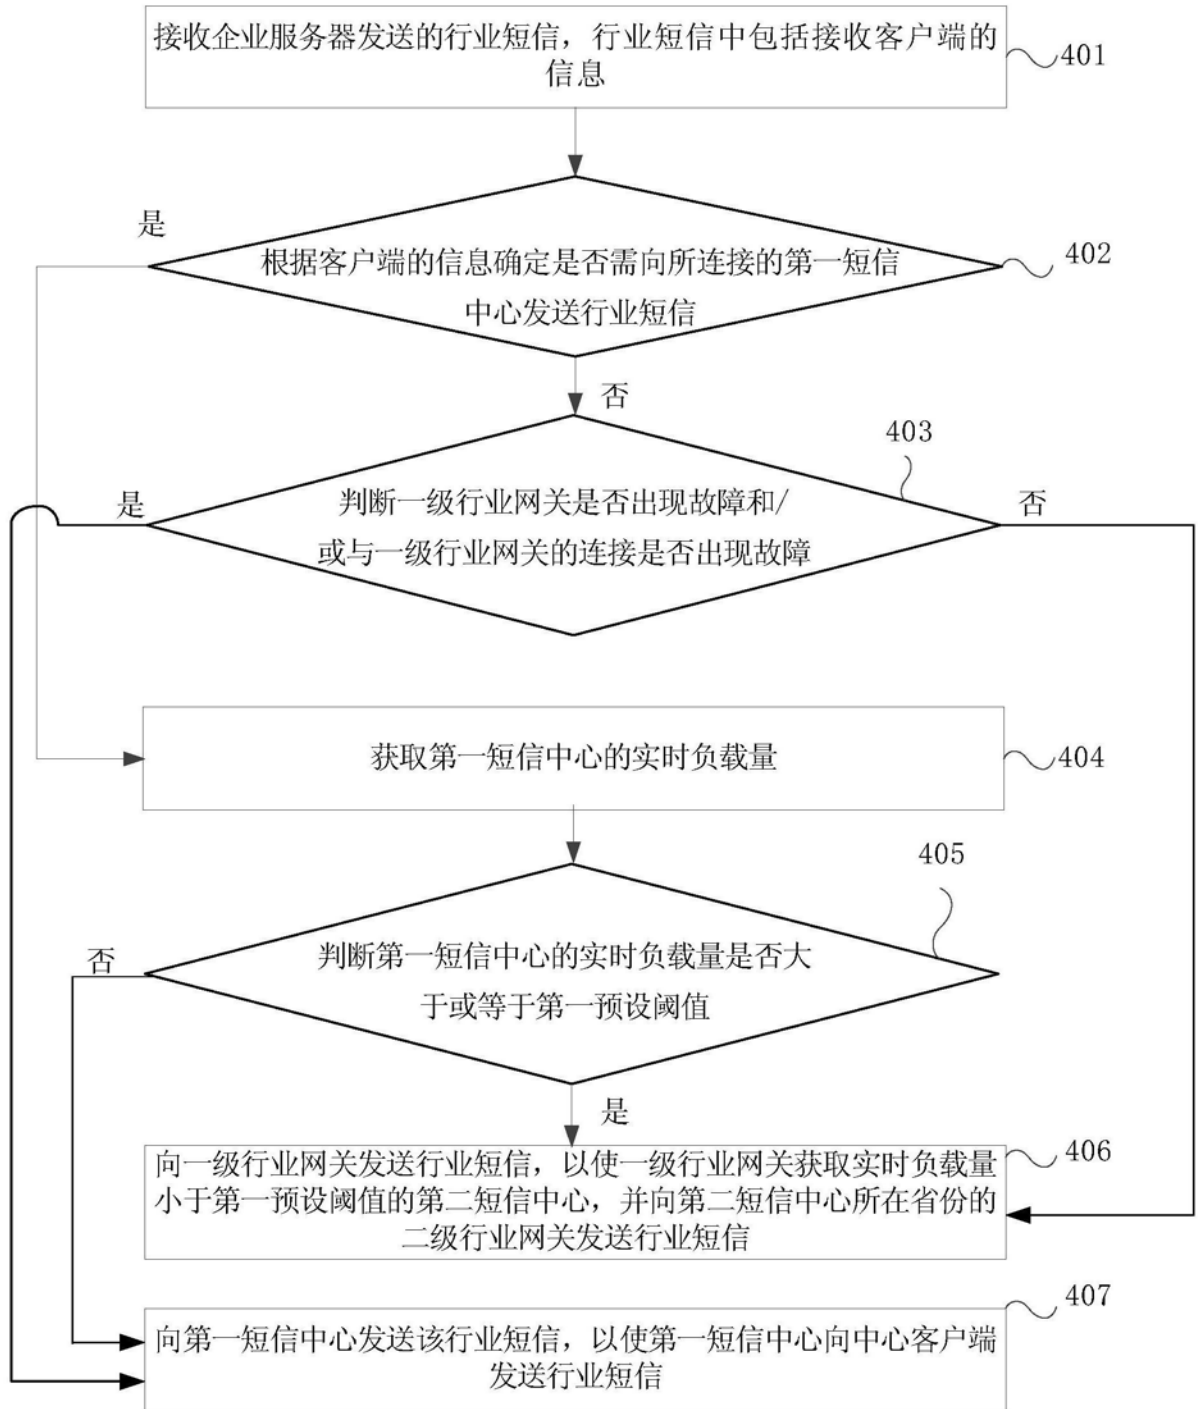 接收企业服务器发送的行业短信，行业短信中包括接收客户端的
信息
401
是
根据客户端的信息确定是否需向所连接的第一短信
中心发送行业短信
402
否
403
是
判断一级行业网关是否出现故障和/
或与一级行业网关的连接是否出现故障
否
获取第一短信中心的实时负载量
404
405
否
判断第一短信中心的实时负载量是否大
于或等于第一预设阈值
是
向一级行业网关发送行业短信，以使一级行业网关获取实时负载量
小于第一预设阈值的第二短信中心，并向第二短信中心所在省份的
二级行业网关发送行业短信
406
向第一短信中心发送该行业短信，以使第一短信中心向中心客户端
发送行业短信
407